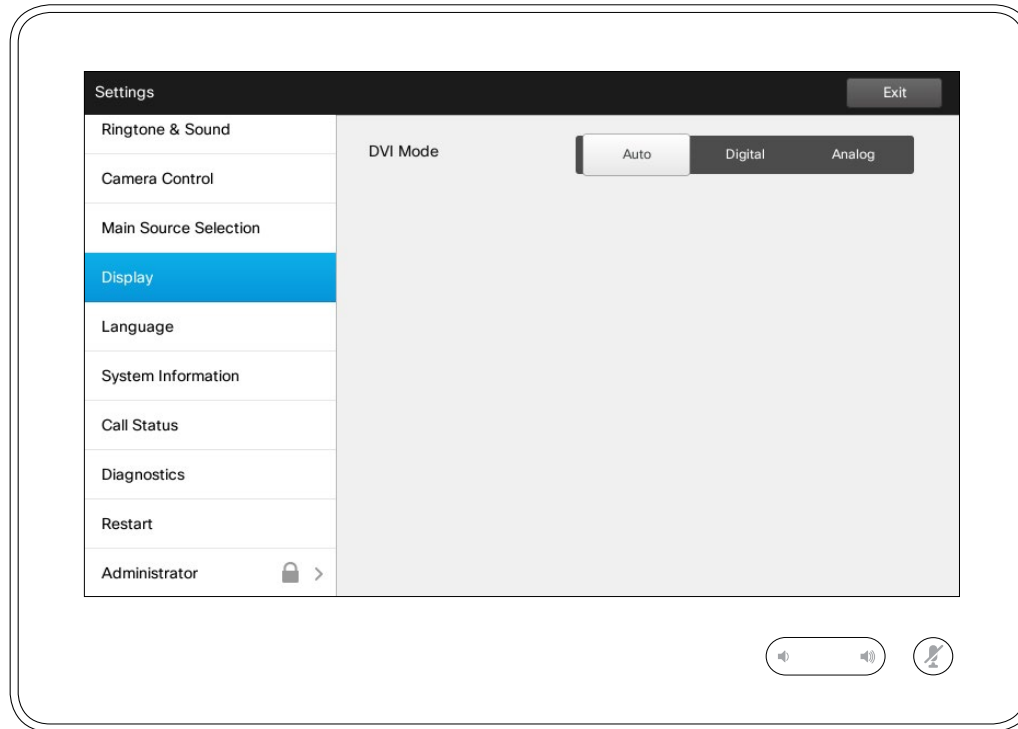 Settings
Exit
Ringtone & Sound
DVI Mode
Auto
Digital
Analog
Camera Control
Main Source Selection
Display
Language
System Information
Call Status
Diagnostics
Restart
Administrator